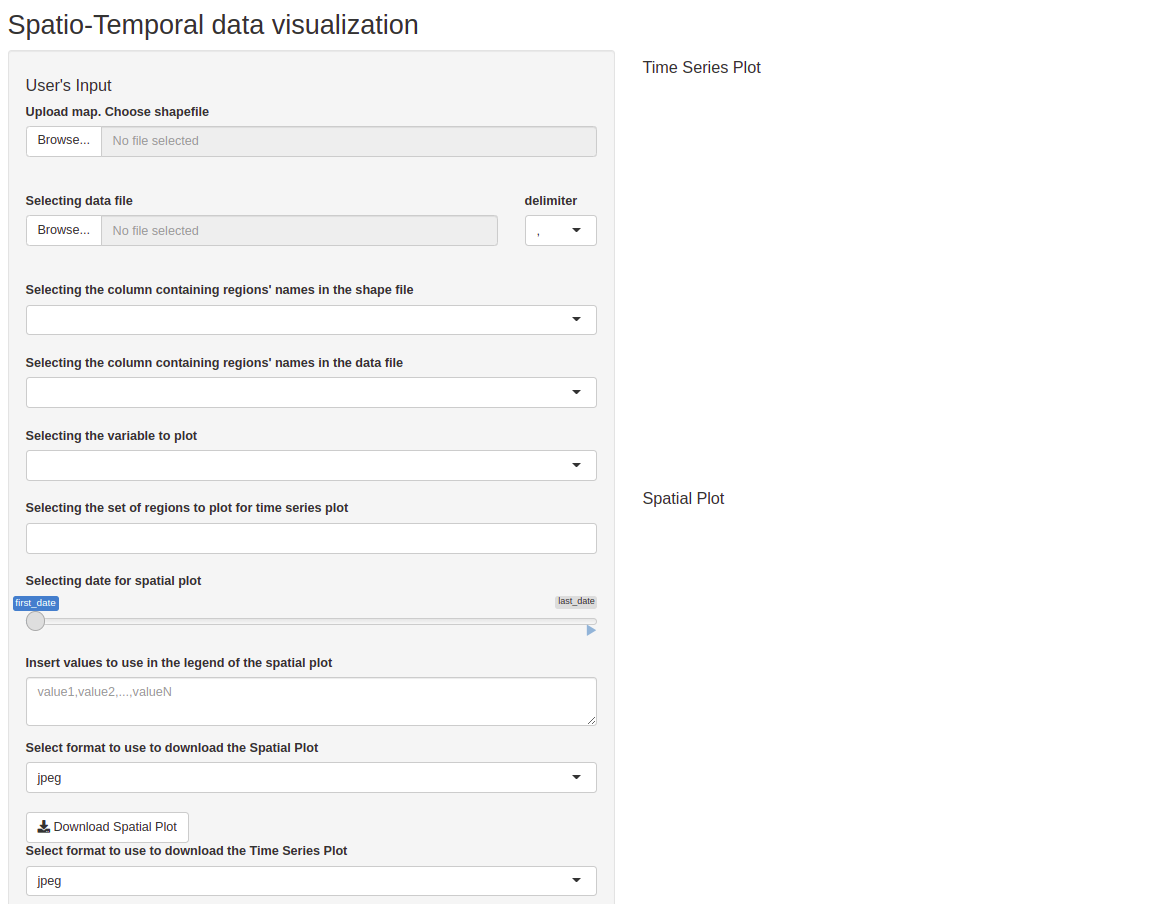 Spatio-Temporal data visualization
User's Input
Upload map. Choose shapefile
Browse... No file selected
Selecting data file
delimiter
Browse... No file selected
,
Selecting the column containing regions' names in the shape file
Selecting the column containing regions' names in the data file
Selecting the variable to plot
Selecting the set of regions to plot for time series plot
Selecting date for spatial plot
first_date
last_date
Insert values to use in the legend of the spatial plot
value1,value2,...,valueN
Select format to use to download the Spatial Plot
jpeg
Download Spatial Plot
Select format to use to download the Time Series Plot
jpeg
Time Series Plot
Spatial Plot